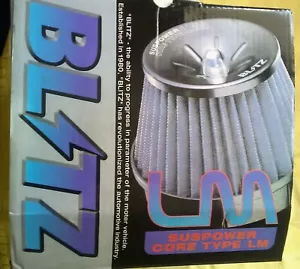 BLITZ
"BLITZ"- the ability to progress in parameter of the motor vehicle.
Established in 1980, "BLITZ" has revolutionized the automotive industry.
SUSPOWER
BLITZ
LM
SUSPOWER
CORE TYPE LM